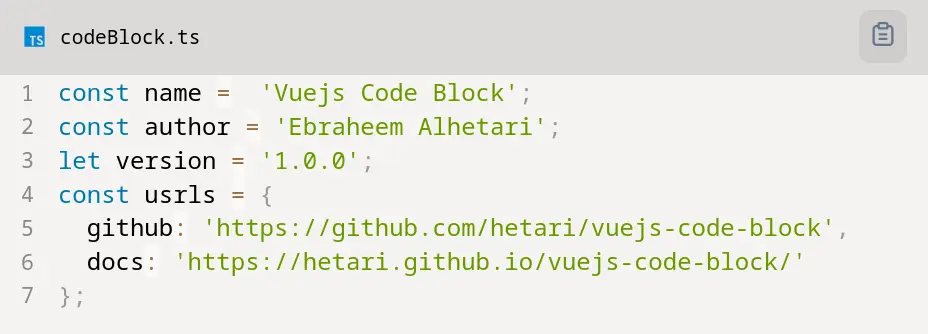 TS codeBlock.ts
1 const name =  'Vuejs Code Block';
2 const author = 'Ebraheem Alhetari';
3 let version = '1.0.0';
4 const usrls = {
5   github: 'https://github.com/hetari/vuejs-code-block',
6   docs: 'https://hetari.github.io/vuejs-code-block/'
7 };